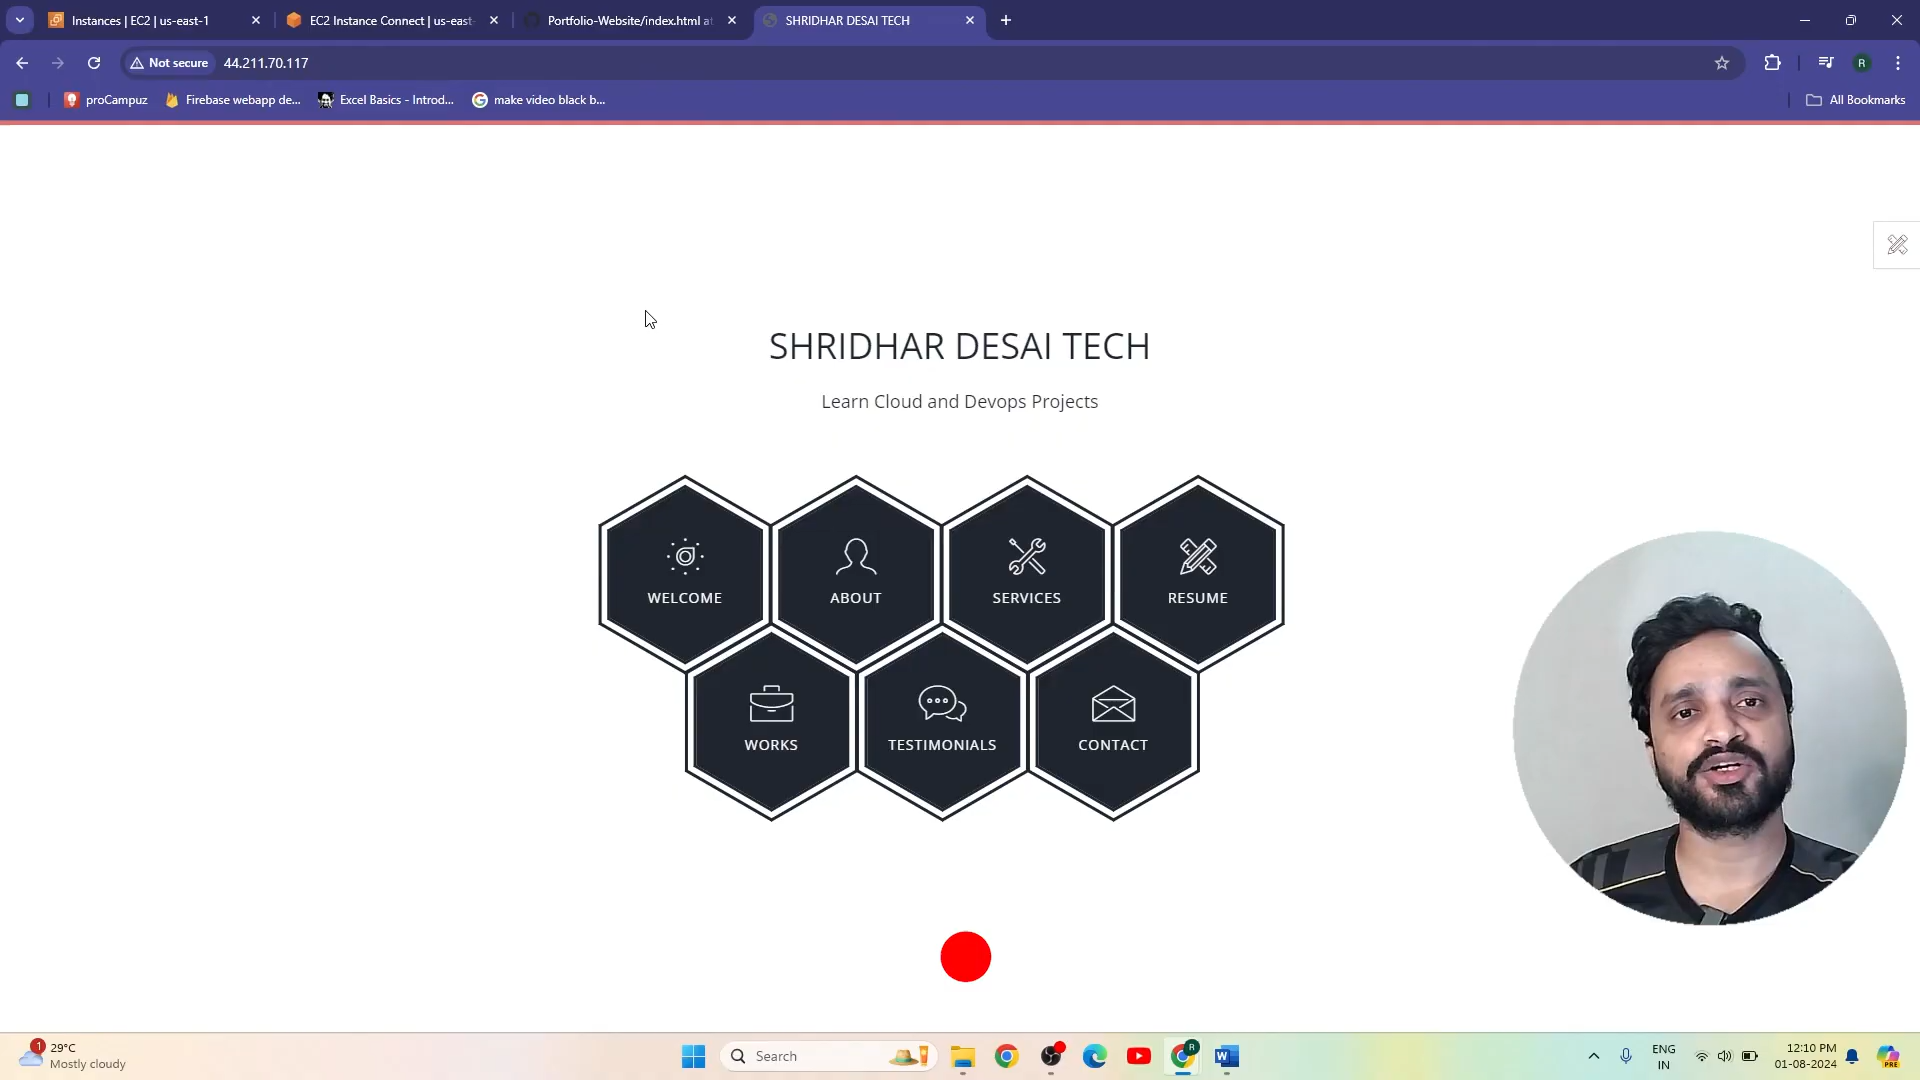 Instances | EC2 | us-east-1
EC2 Instance Connect | us-east-
Portfolio-Website/index.html at
SHRIDHAR DESAI TECH
Not secure
44.211.70.117
R
proCampuz
Firebase webapp de...
Excel Basics - Introd...
make video black b...
All Bookmarks
SHRIDHAR DESAI TECH
Learn Cloud and Devops Projects
WELCOME
ABOUT
SERVICES
RESUME
WORKS
TESTIMONIALS
CONTACT
1
29°C
Mostly cloudy
Search
R
ENG
IN
12:10 PM
01-08-2024
PRE